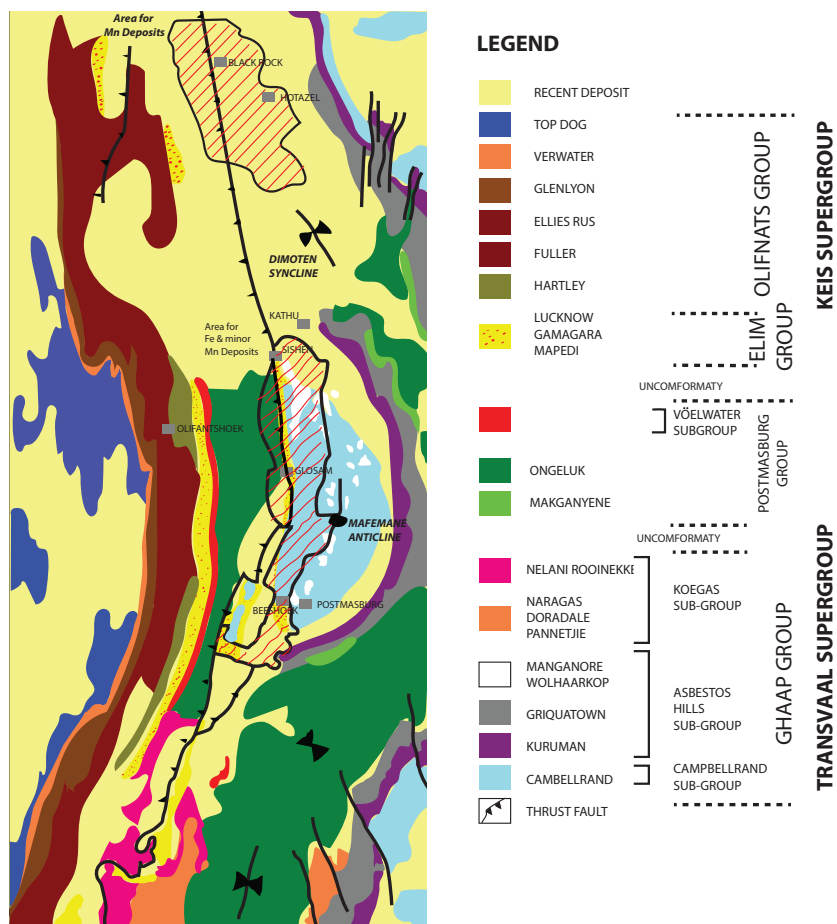 Area for
Mn Deposits
BLACK ROCK
HOTAZEL
DIMOTEN
SYNCLINE
KATHU
Area for
Fe & minor
Mn Deposits
SISHEN
OLIFANTSHOEK
GLOSAM
MAFEMANE
ANTICLINE
BEESHOEK
POSTMASBURG
LEGEND
RECENT DEPOSIT
TOP DOG
VERWATER
GLENLYON
ELLIES RUS
FULLER
HARTLEY
LUCKNOW
GAMAGARA
MAPEDI
OLIFNATS GROUP
ELIM
GROUP
KEIS SUPERGROUP
UNCOMFORMATY
VÖELWATER
SUBGROUP
ONGELUK
MAKGANYENE
POSTMASBURG
GROUP
UNCOMFORMATY
NELANI ROOINEKKE
NARAGAS
DORADALE
PANNETJIE
KOEGAS
SUB-GROUP
MANGANORE
WOLHAARKOP
GRIQUATOWN
KURUMAN
ASBESTOS
HILLS
SUB-GROUP
CAMBELLRAND
CAMPBELLRAND
SUB-GROUP
THRUST FAULT
GHAAP GROUP
TRANSVAAL SUPERGROUP